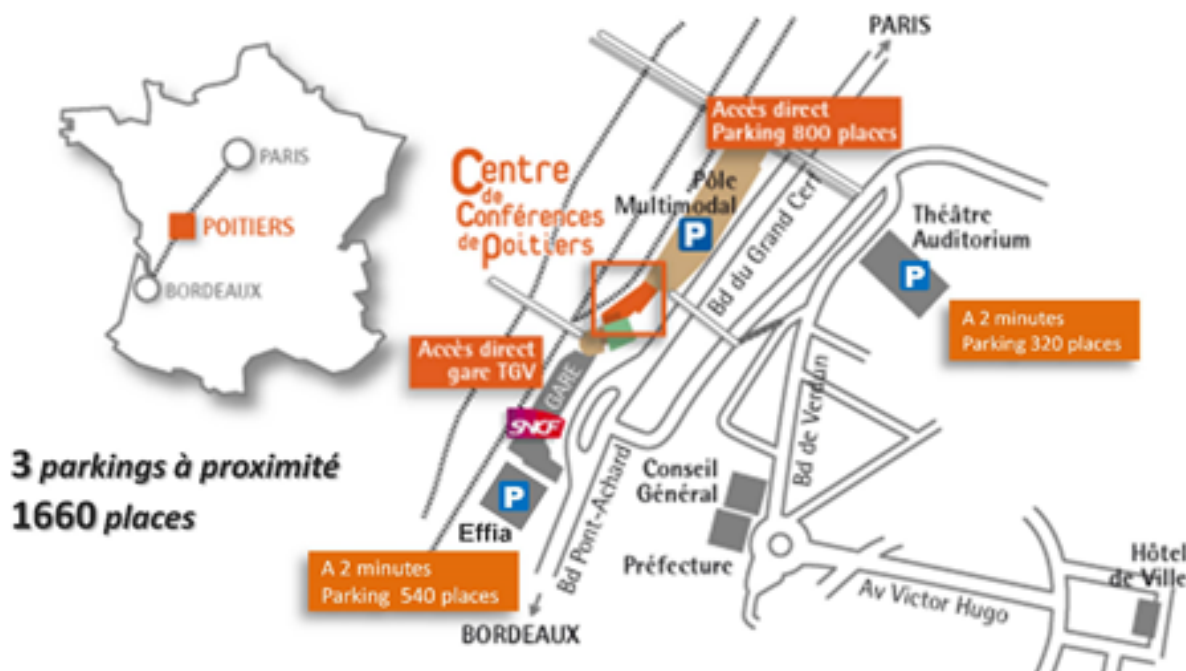 PARIS
POITIERS
BORDEAUX
3 parkings à proximité
1660 places
PARIS
Accès direct
Parking 800 places
Centre
de
Conférences
de Poitiers
Pôle
Multimodal
P
Bd du Grand Cerf
Théâtre
Auditorium
P
A 2 minutes
Parking 320 places
Accès direct
gare TGV
GARE
SNCF
P
Effia
A 2 minutes
Parking 540 places
BORDEAUX
Bd Pont-Achard
Conseil
Général
Préfecture
Bd de Verdun
Av Victor Hugo
Hôtel
de Ville